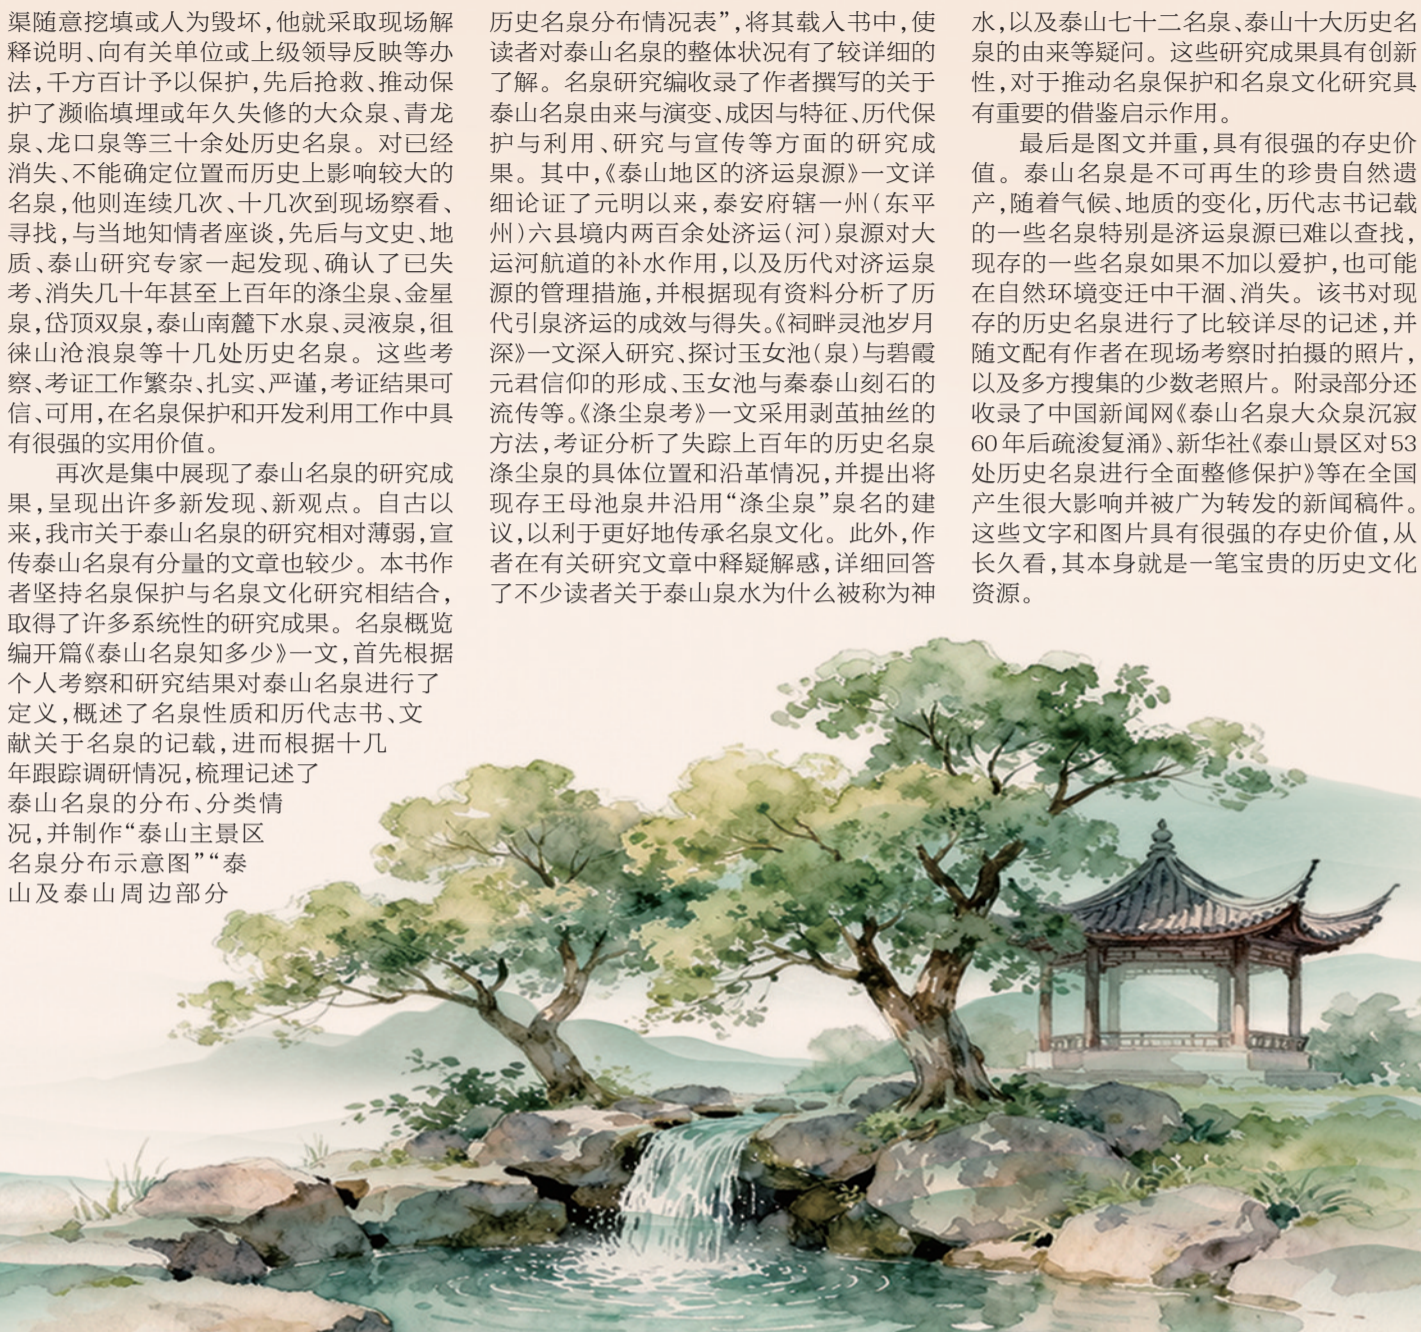 渠随意挖填或人为毁坏,他就采取现场解
释说明、向有关单位或上级领导反映等办
法,千方百计予以保护,先后抢救、推动保
护了濒临填埋或年久失修的大众泉、青龙
泉、龙口泉等三十余处历史名泉。对已经
消失、不能确定位置而历史上影响较大的
名泉,他则连续几次、十几次到现场察看、
寻找,与当地知情者座谈,先后与文史、地
质、泰山研究专家一起发现、确认了已失
考、消失几十年甚至上百年的涤尘泉、金星
泉,岱顶双泉,泰山南麓下水泉、灵液泉,徂
徕山沧浪泉等十几处历史名泉。这些考
察、考证工作繁杂、扎实、严谨,考证结果可
信、可用,在名泉保护和开发利用工作中具
有很强的实用价值。
再次是集中展现了泰山名泉的研究成
果,呈现出许多新发现、新观点。自古以
来,我市关于泰山名泉的研究相对薄弱,宣
传泰山名泉有分量的文章也较少。本书作
者坚持名泉保护与名泉文化研究相结合,
取得了许多系统性的研究成果。名泉概览
编开篇《泰山名泉知多少》一文,首先根据
个人考察和研究结果对泰山名泉进行了
定义,概述了名泉性质和历代志书、文
献关于名泉的记载,进而根据十几
年跟踪调研情况,梳理记述了
泰山名泉的分布、分类情
况,并制作“泰山主景区
名泉分布示意图”“泰
山及泰山周边部分
历史名泉分布情况表”,将其载入书中,使
读者对泰山名泉的整体状况有了较详细的
了解。名泉研究编收录了作者撰写的关于
泰山名泉由来与演变、成因与特征、历代保
护与利用、研究与宣传等方面的研究成
果。其中,《泰山地区的济运泉源》一文详
细论证了元明以来,泰安府辖一州(东平
州)六县境内两百余处济运(河)泉源对大
运河航道的补水作用,以及历代对济运泉
源的管理措施,并根据现有资料分析了历
代引泉济运的成效与得失。《祠畔灵池岁月
深》一文深入研究、探讨玉女池(泉)与碧霞
元君信仰的形成、玉女池与秦泰山刻石的
流传等。《涤尘泉考》一文采用剥茧抽丝的
方法,考证分析了失踪上百年的历史名泉
涤尘泉的具体位置和沿革情况,并提出将
现存王母池泉井沿用“涤尘泉”泉名的建
议,以利于更好地传承名泉文化。此外,作
者在有关研究文章中释疑解惑,详细回答
了不少读者关于泰山泉水为什么被称为神
水,以及泰山七十二名泉、泰山十大历史名
泉的由来等疑问。这些研究成果具有创新
性,对于推动名泉保护和名泉文化研究具
有重要的借鉴启示作用。
最后是图文并重,具有很强的存史价
值。泰山名泉是不可再生的珍贵自然遗
产,随着气候、地质的变化,历代志书记载
的一些名泉特别是济运泉源已难以查找,
现存的一些名泉如果不加以爱护,也可能
在自然环境变迁中干涸、消失。该书对现
存的历史名泉进行了比较详尽的记述,并
随文配有作者在现场考察时拍摄的照片,
以及多方搜集的少数老照片。附录部分还
收录了中国新闻网《泰山名泉大众泉沉寂
60年后疏浚复涌》、新华社《泰山景区对53
处历史名泉进行全面整修保护》等在全国
产生很大影响并被广为转发的新闻稿件。
这些文字和图片具有很强的存史价值,从
长久看,其本身就是一笔宝贵的历史文化
资源。